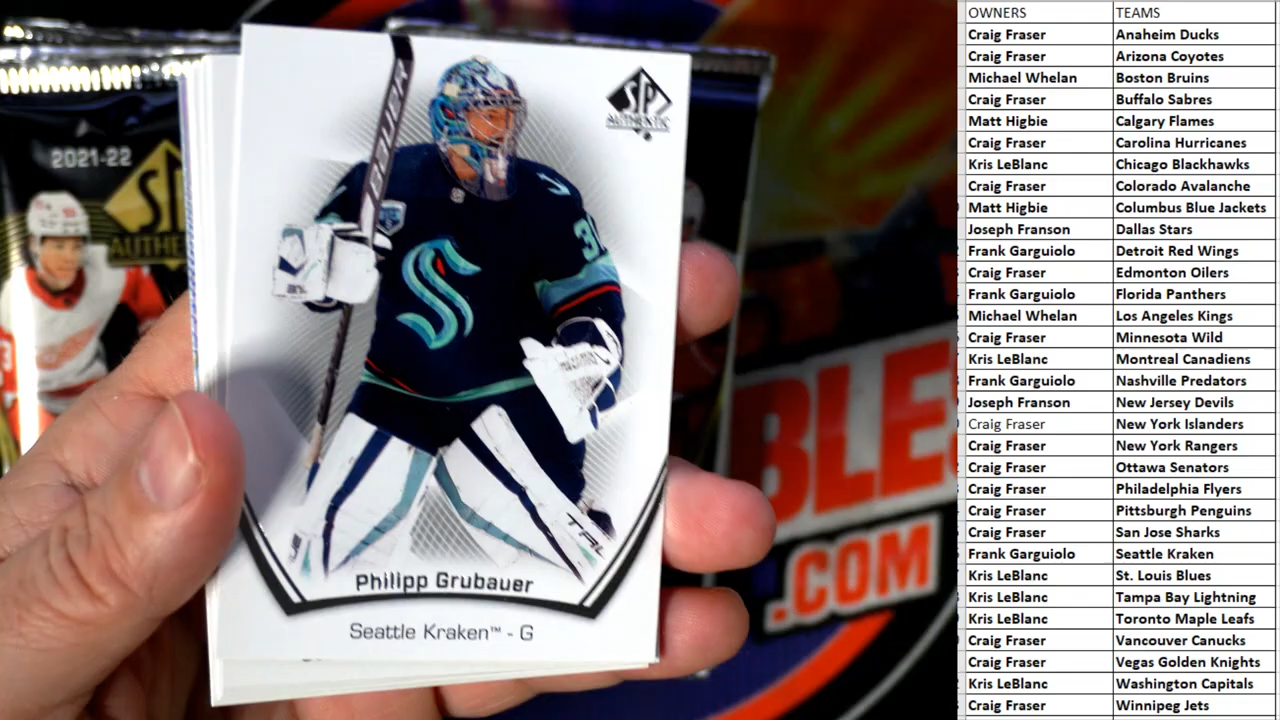 2021-22
SP
AUTHE
BAUER
SP
AUTHENTIC
S
Philipp Grubauer
Seattle Kraken™ - G
BLE
.COM
OWNERS TEAMS
Craig Fraser Anaheim Ducks
Craig Fraser Arizona Coyotes
Michael Whelan Boston Bruins
Craig Fraser Buffalo Sabres
Matt Higbie Calgary Flames
Craig Fraser Carolina Hurricanes
Kris LeBlanc Chicago Blackhawks
Craig Fraser Colorado Avalanche
Matt Higbie Columbus Blue Jackets
Joseph Franson Dallas Stars
Frank Garguiolo Detroit Red Wings
Craig Fraser Edmonton Oilers
Frank Garguiolo Florida Panthers
Michael Whelan Los Angeles Kings
Craig Fraser Minnesota Wild
Kris LeBlanc Montreal Canadiens
Frank Garguiolo Nashville Predators
Joseph Franson New Jersey Devils
Craig Fraser New York Islanders
Craig Fraser New York Rangers
Craig Fraser Ottawa Senators
Craig Fraser Philadelphia Flyers
Craig Fraser Pittsburgh Penguins
Craig Fraser San Jose Sharks
Frank Garguiolo Seattle Kraken
Kris LeBlanc St. Louis Blues
Kris LeBlanc Tampa Bay Lightning
Kris LeBlanc Toronto Maple Leafs
Craig Fraser Vancouver Canucks
Craig Fraser Vegas Golden Knights
Kris LeBlanc Washington Capitals
Craig Fraser Winnipeg Jets